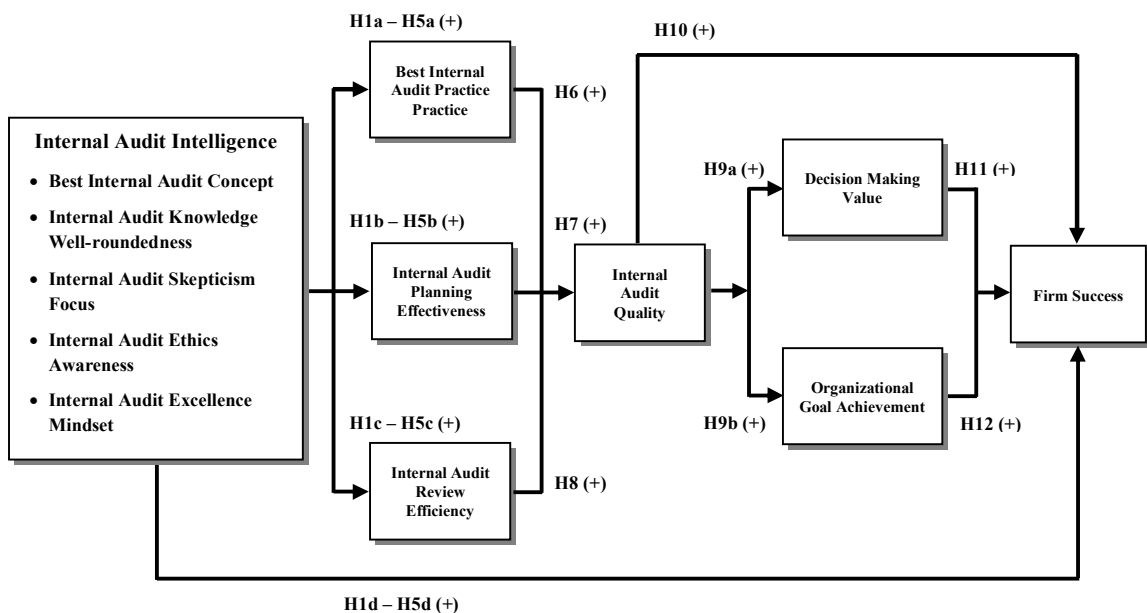 H1a – H5a (+)
H10 (+)
Best Internal
Audit Practice
Practice
H6 (+)
Internal Audit Intelligence
• Best Internal Audit Concept
• Internal Audit Knowledge
Well-roundedness
• Internal Audit Skepticism
Focus
• Internal Audit Ethics
Awareness
• Internal Audit Excellence
Mindset
H1b – H5b (+)
Internal Audit
Planning
Effectiveness
H7 (+)
Internal
Audit
Quality
H9a (+)
Decision Making
Value
H11 (+)
Firm Success
H9b (+)
Organizational
Goal Achievement
H12 (+)
H1c – H5c (+)
Internal Audit
Review
Efficiency
H8 (+)
H1d – H5d (+)